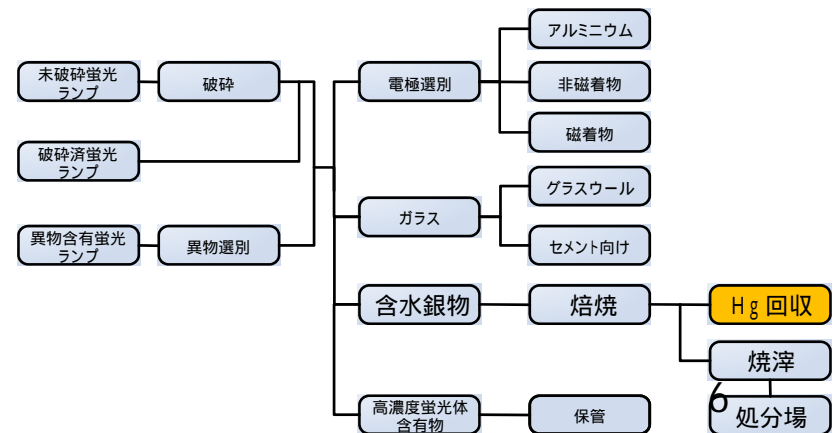 未破砕蛍光
ランプ
破砕
破砕済蛍光
ランプ
異物含有蛍光
ランプ
異物選別
電極選別
アルミニウム
非磁着物
磁着物
ガラス
グラスウール
セメント向け
含水銀物
焙焼
Hg回収
焼滓
6
処分場
高濃度蛍光体
含有物
保管